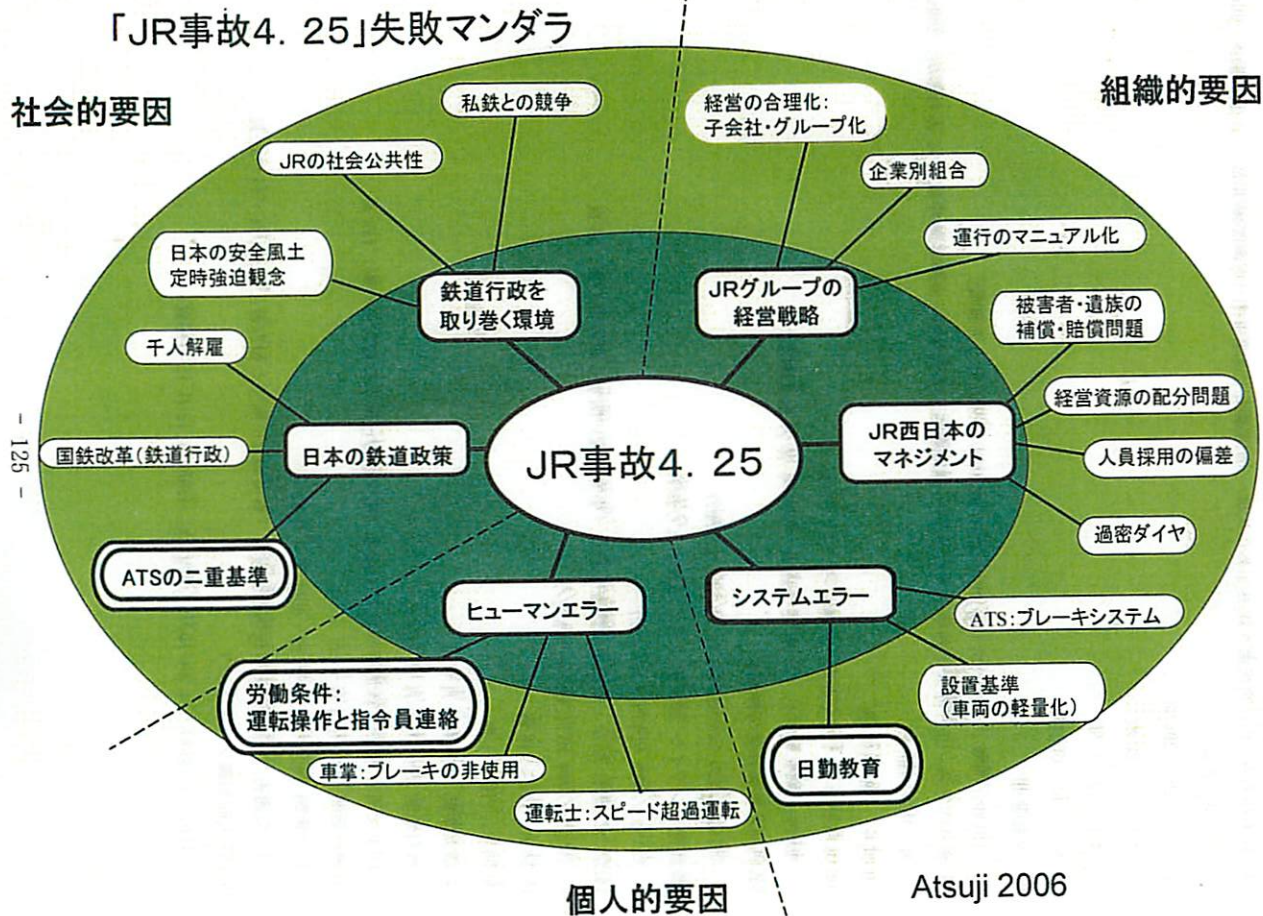 「JR事故4. 25」失敗マンダラ
社会的要因
組織的要因
私鉄との競争
経営の合理化:
子会社・グループ化
JRの社会公共性
企業別組合
日本の安全風土
定時強迫観念
運行のマニュアル化
鉄道行政を
取り巻く環境
JRグループの
経営戦略
被害者・遺族の
補償・賠償問題
千人解雇
経営資源の配分問題
国鉄改革(鉄道行政)
日本の鉄道政策
JR事故4. 25
JR西日本の
マネジメント
人員採用の偏差
過密ダイヤ
ATSの二重基準
ヒューマンエラー
システムエラー
ATS:ブレーキシステム
労働条件:
運転操作と指令員連絡
設置基準
(車両の軽量化)
車掌:ブレーキの非使用
日勤教育
運転士:スピード超過運転
個人的要因
Atsuji 2006
- 125 -